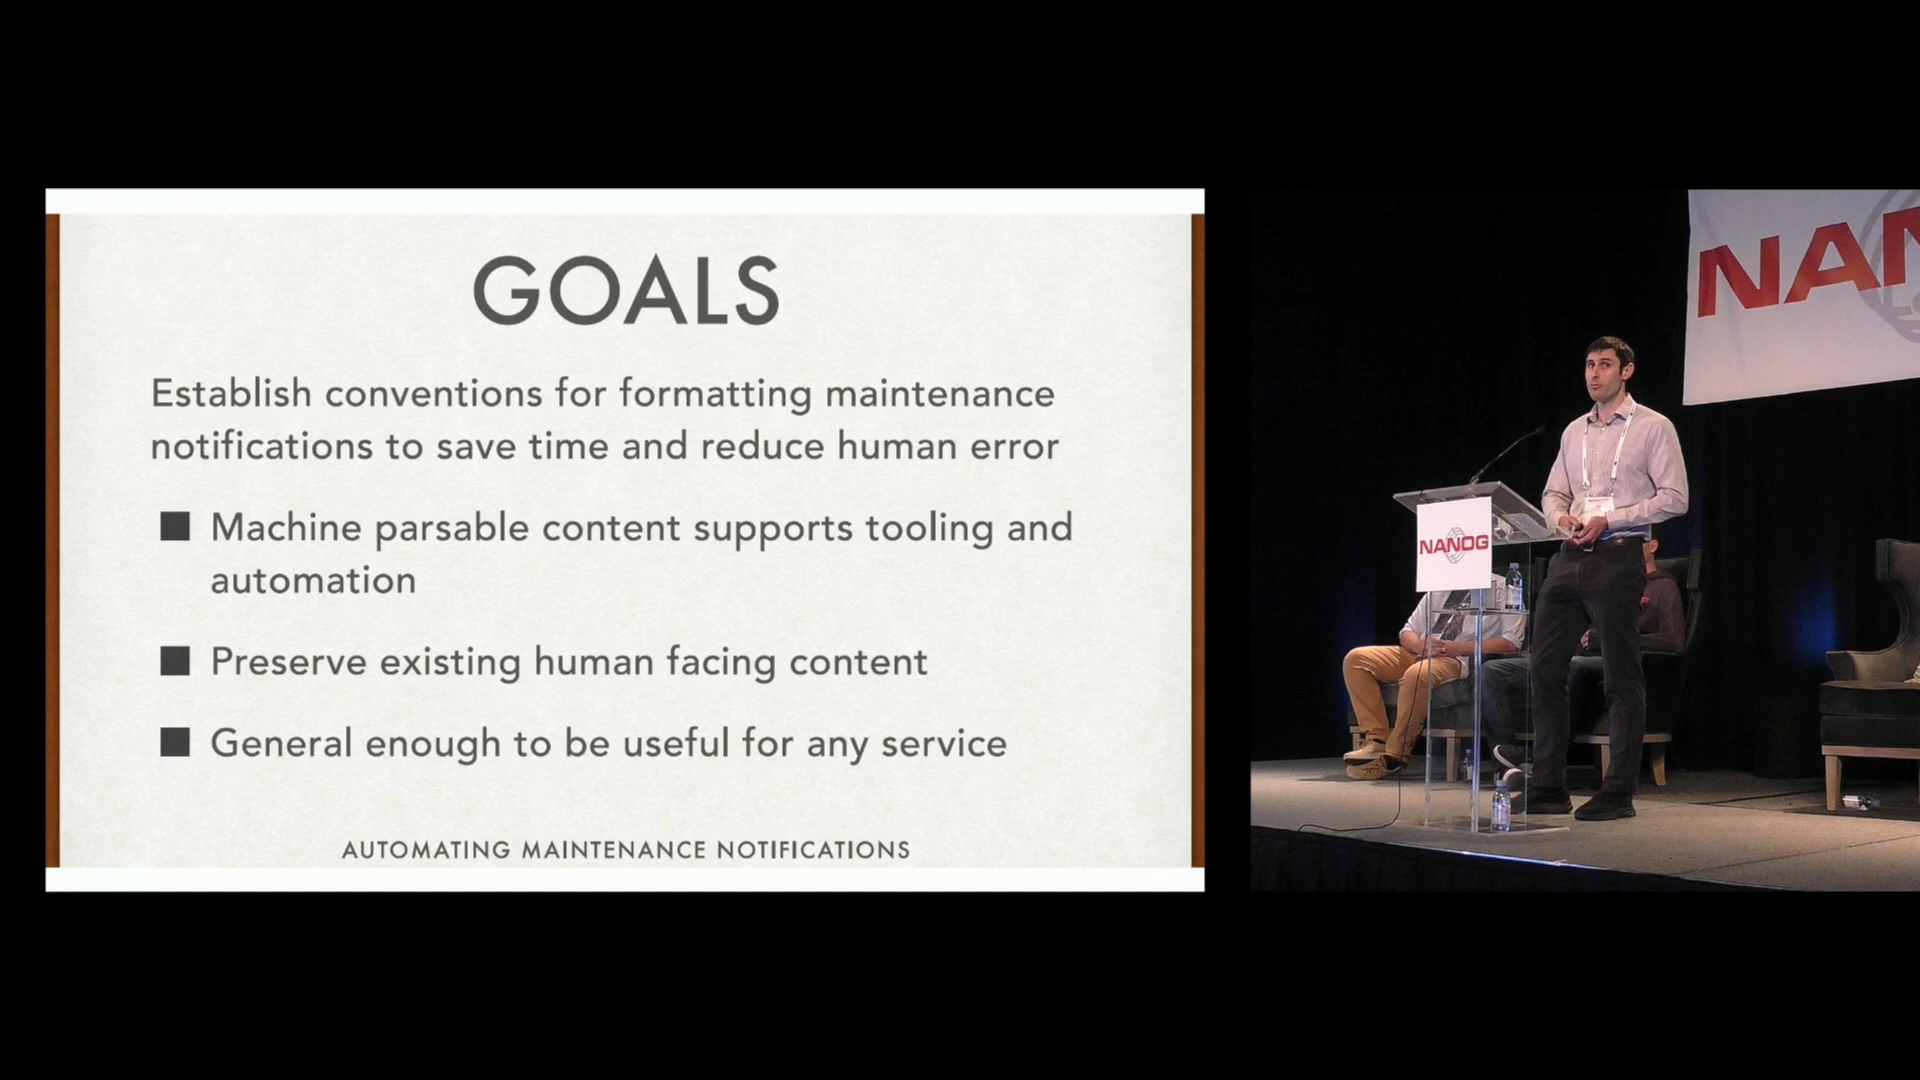 GOALS
Establish conventions for formatting maintenance
notifications to save time and reduce human error
Machine parsable content supports tooling and
automation
Preserve existing human facing content
General enough to be useful for any service
AUTOMATING MAINTENANCE NOTIFICATIONS
NAN
NANOG